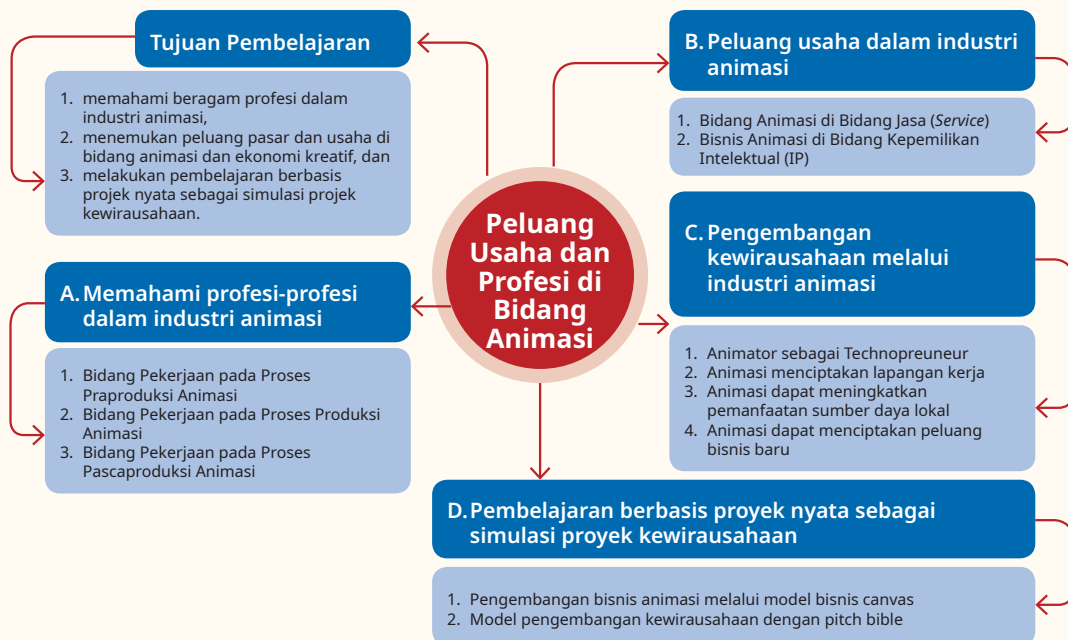 Tujuan Pembelajaran
1. memahami beragam profesi dalam
industri animasi,
2. menemukan peluang pasar dan usaha di
bidang animasi dan ekonomi kreatif, dan
3. melakukan pembelajaran berbasis
projek nyata sebagai simulasi projek
kewirausahaan.
Peluang
Usaha dan
Profesi di
Bidang
Animasi
A. Memahami profesi-profesi
dalam industri animasi
1. Bidang Pekerjaan pada Proses
Praproduksi Animasi
2. Bidang Pekerjaan pada Proses Produksi
Animasi
3. Bidang Pekerjaan pada Proses
Pascaproduksi Animasi
B. Peluang usaha dalam industri
animasi
1. Bidang Animasi di Bidang Jasa (Service)
2. Bisnis Animasi di Bidang Kepemilikan
Intelektual (IP)
C. Pengembangan
kewirausahaan melalui
industri animasi
1. Animator sebagai Technopreuneur
2. Animasi menciptakan lapangan kerja
3. Animasi dapat meningkatkan
pemanfaatan sumber daya lokal
4. Animasi dapat menciptakan peluang
bisnis baru
D. Pembelajaran berbasis proyek nyata sebagai
simulasi proyek kewirausahaan
1. Pengembangan bisnis animasi melalui model bisnis canvas
2. Model pengembangan kewirausahaan dengan pitch bible